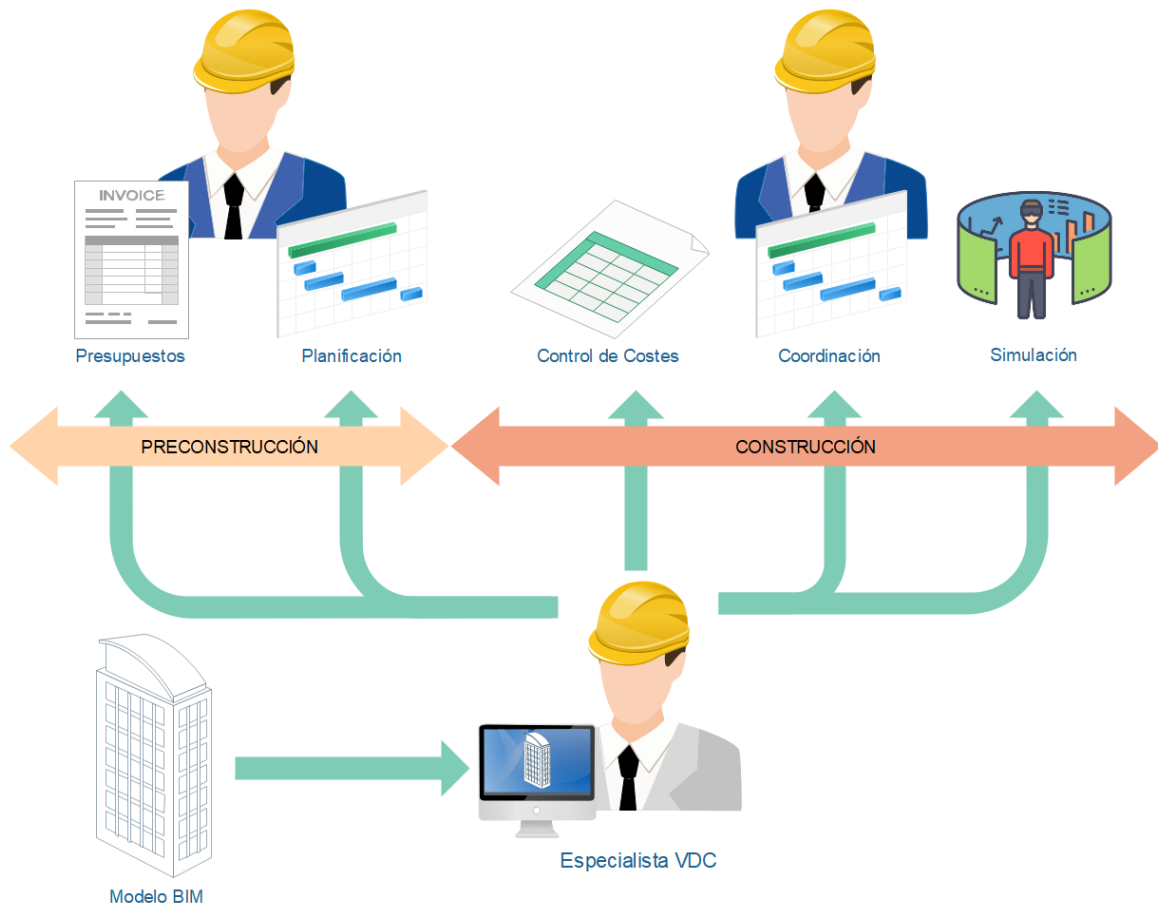 INVOICE
Presupuestos
Planificación
Control de Costes
Coordinación
Simulación
PRECONSTRUCCIÓN
CONSTRUCCIÓN
Especialista VDC
Modelo BIM